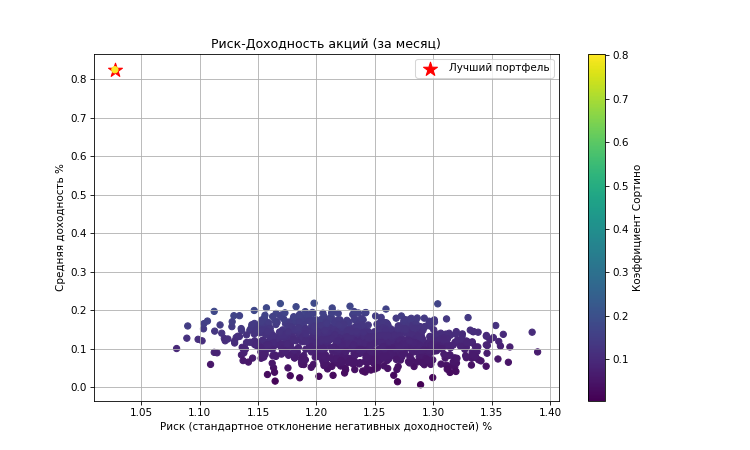 Риск-Доходность акций (за месяц)
Лучший портфель
0.8
0.7
0.6
0.5
0.4
0.3
0.2
0.1
0.0
Средняя доходность %
1.05 1.10 1.15 1.20 1.25 1.30 1.35 1.40
Риск (стандартное отклонение негативных доходностей) %
0.8
0.7
0.6
0.5
0.4
0.3
0.2
0.1
Коэффициент Сортино